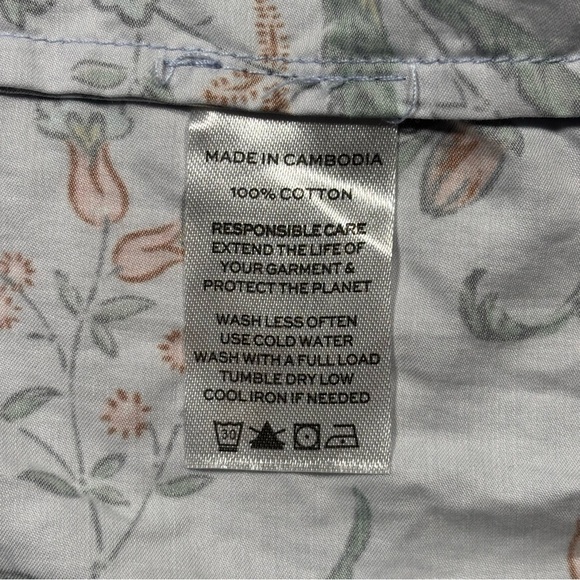 MADE IN CAMBODIA
100% COTTON
RESPONSIBLE CARE
EXTEND THE LIFE OF
YOUR GARMENT &
PROTECT THE PLANET
WASH LESS OFTEN
USE COLD WATER
WASH WITH A FULL LOAD
TUMBLE DRY LOW
COOL IRON IF NEEDED
30